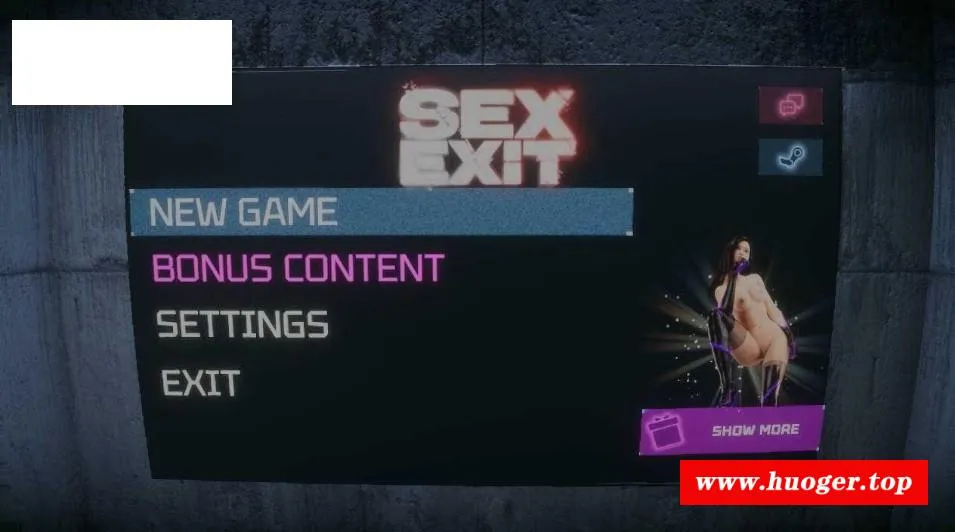 SEX
EXIT
NEW GAME
BONUS CONTENT
SETTINGS
EXIT
SHOW MORE
www.huoger.top